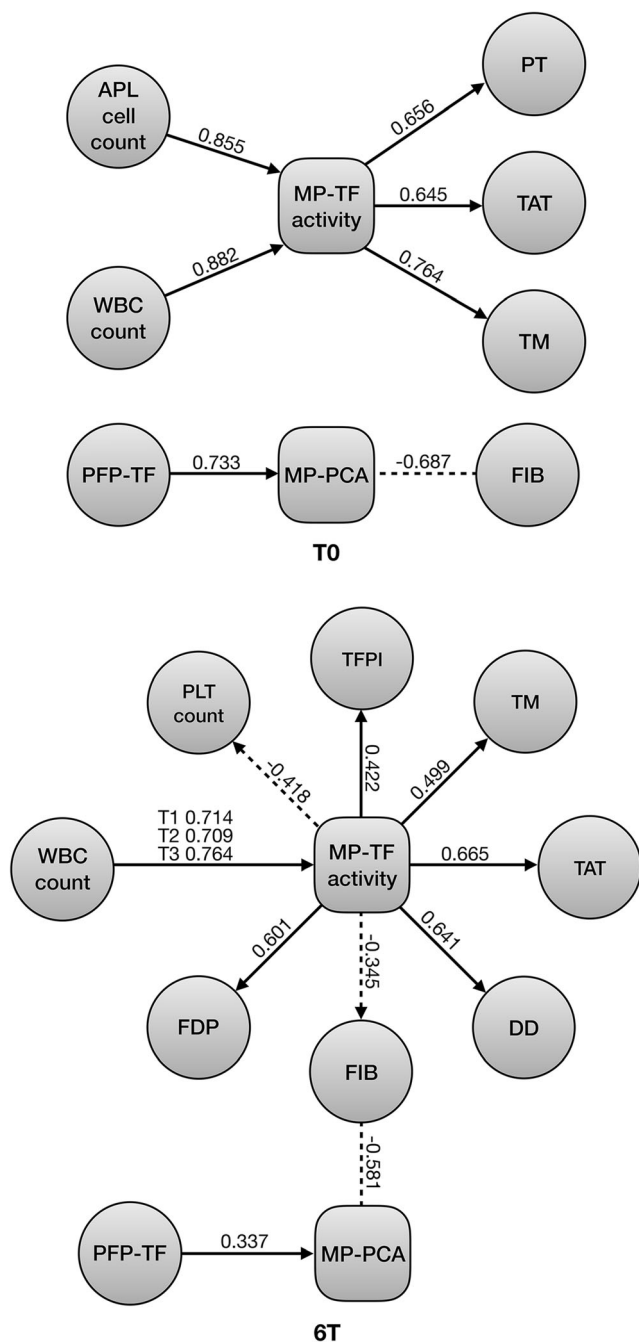 APL
cell
count
0.855
WBC
count
0.882
MP-TF
activity
0.656
PT
0.645
TAT
0.764
TM
PFP-TF
0.733
MP-PCA
-0.687
FIB
T0
TFPI
PLT
count
TM
-0.418
0.422
0.499
WBC
count
T1 0.714
T2 0.709
T3 0.764
MP-TF
activity
0.665
TAT
0.601
-0.345
0.641
FDP
FIB
DD
-0.581
PFP-TF
0.337
MP-PCA
6T